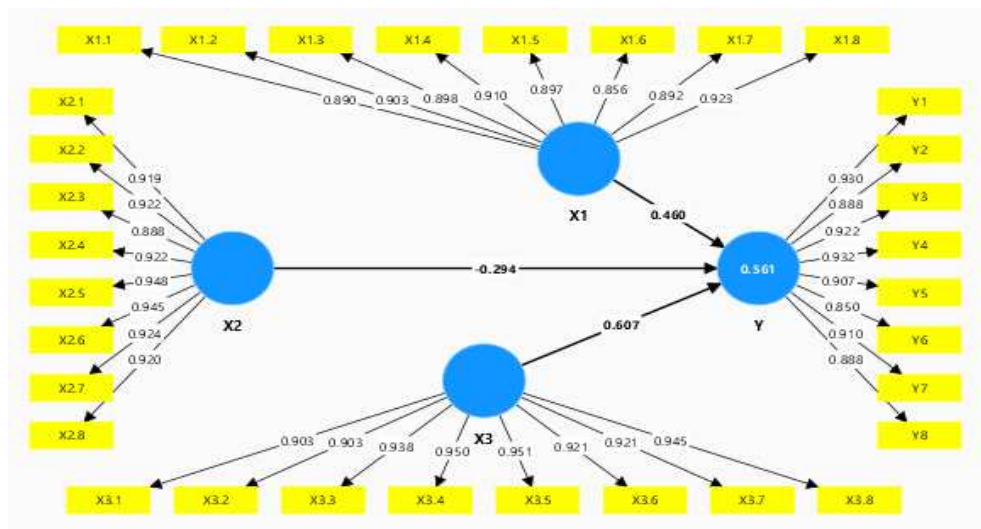 X1.1 X1.2 X1.3 X1.4 X1.5 X1.6 X1.7 X1.8
0.890 0.903 0.898 0.910 0.897 0.856 0.892 0.923
X2.1
X2.2
X2.3
X2.4
X2.5
X2.6
X2.7
X2.8
0.919
0.922
0.888
0.922
0.948
0.945
0.924
0.920
X2
X1
0.460
-0.294
0.607
0.561
Y
0.930
0.888
0.922
0.932
0.907
0.850
0.910
0.888
Y1
Y2
Y3
Y4
Y5
Y6
Y7
Y8
X3
0.903 0.903 0.938 0.950 0.951 0.921 0.921 0.945
X3.1 X3.2 X3.3 X3.4 X3.5 X3.6 X3.7 X3.8